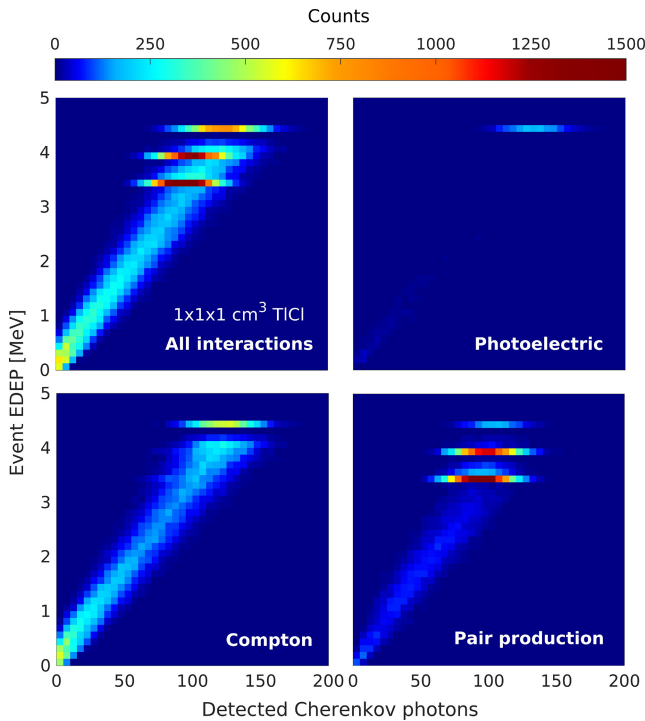 Counts
0 250 500 750 1000 1250 1500
5
4
3
2
1
0
1x1x1 cm³ TlCl
All interactions
Photoelectric
Event EDEP [MeV]
5
4
3
2
1
0
Compton
Pair production
0 50 100 150 200 0 50 100 150 200
Detected Cherenkov photons